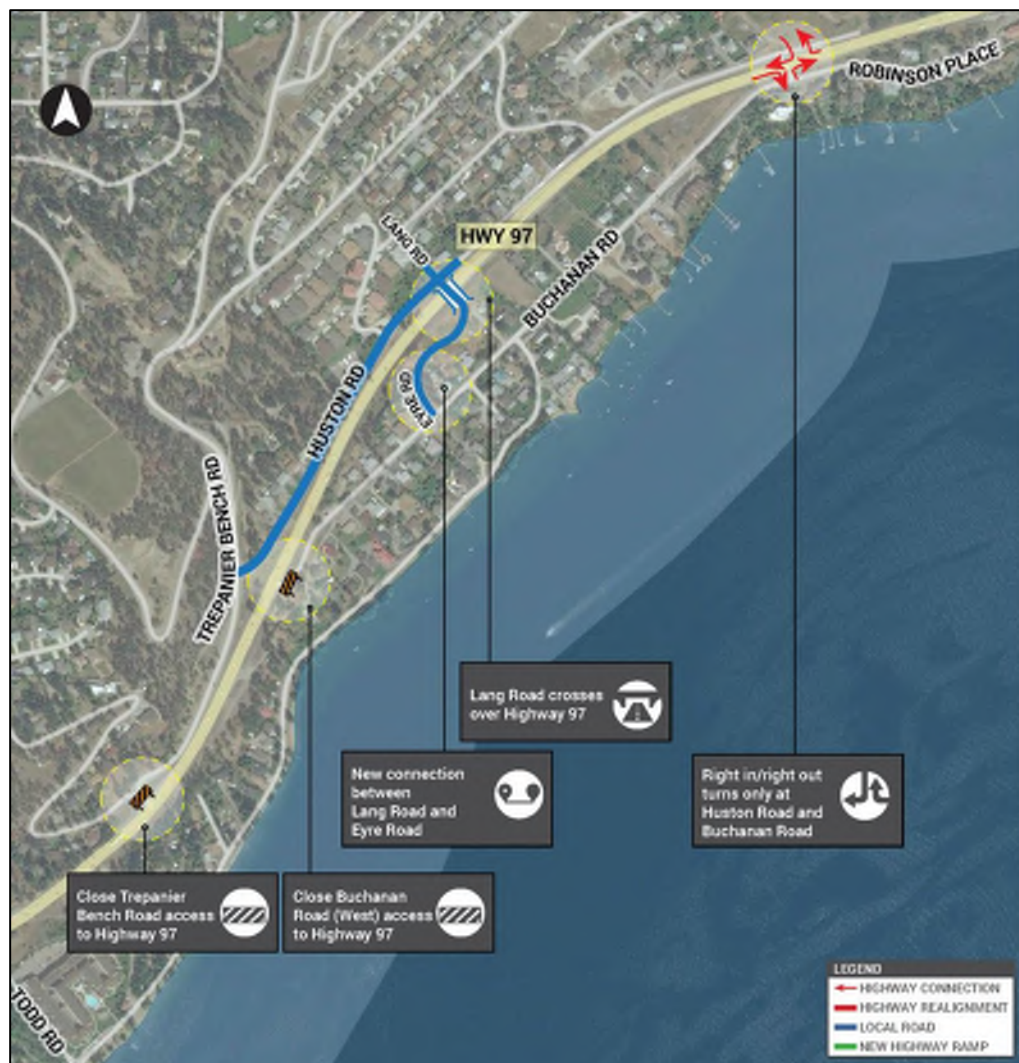 ROBINSON PLACE
LANG RD
HWY 97
BUCHANAN RD
HUSTON RD
EYRE RD
TREPANIER BENCH RD
Lang Road crosses
over Highway 97
New connection
between
Lang Road and
Eyre Road
Right in/right out
turns only at
Huston Road and
Buchanan Road
Close Trepanier
Bench Road access
to Highway 97
Close Buchanan
Road (West) access
to Highway 97
TODD RD
LEGEND
HIGHWAY CONNECTION
HIGHWAY REALIGNMENT
LOCAL ROAD
NEW HIGHWAY RAMP